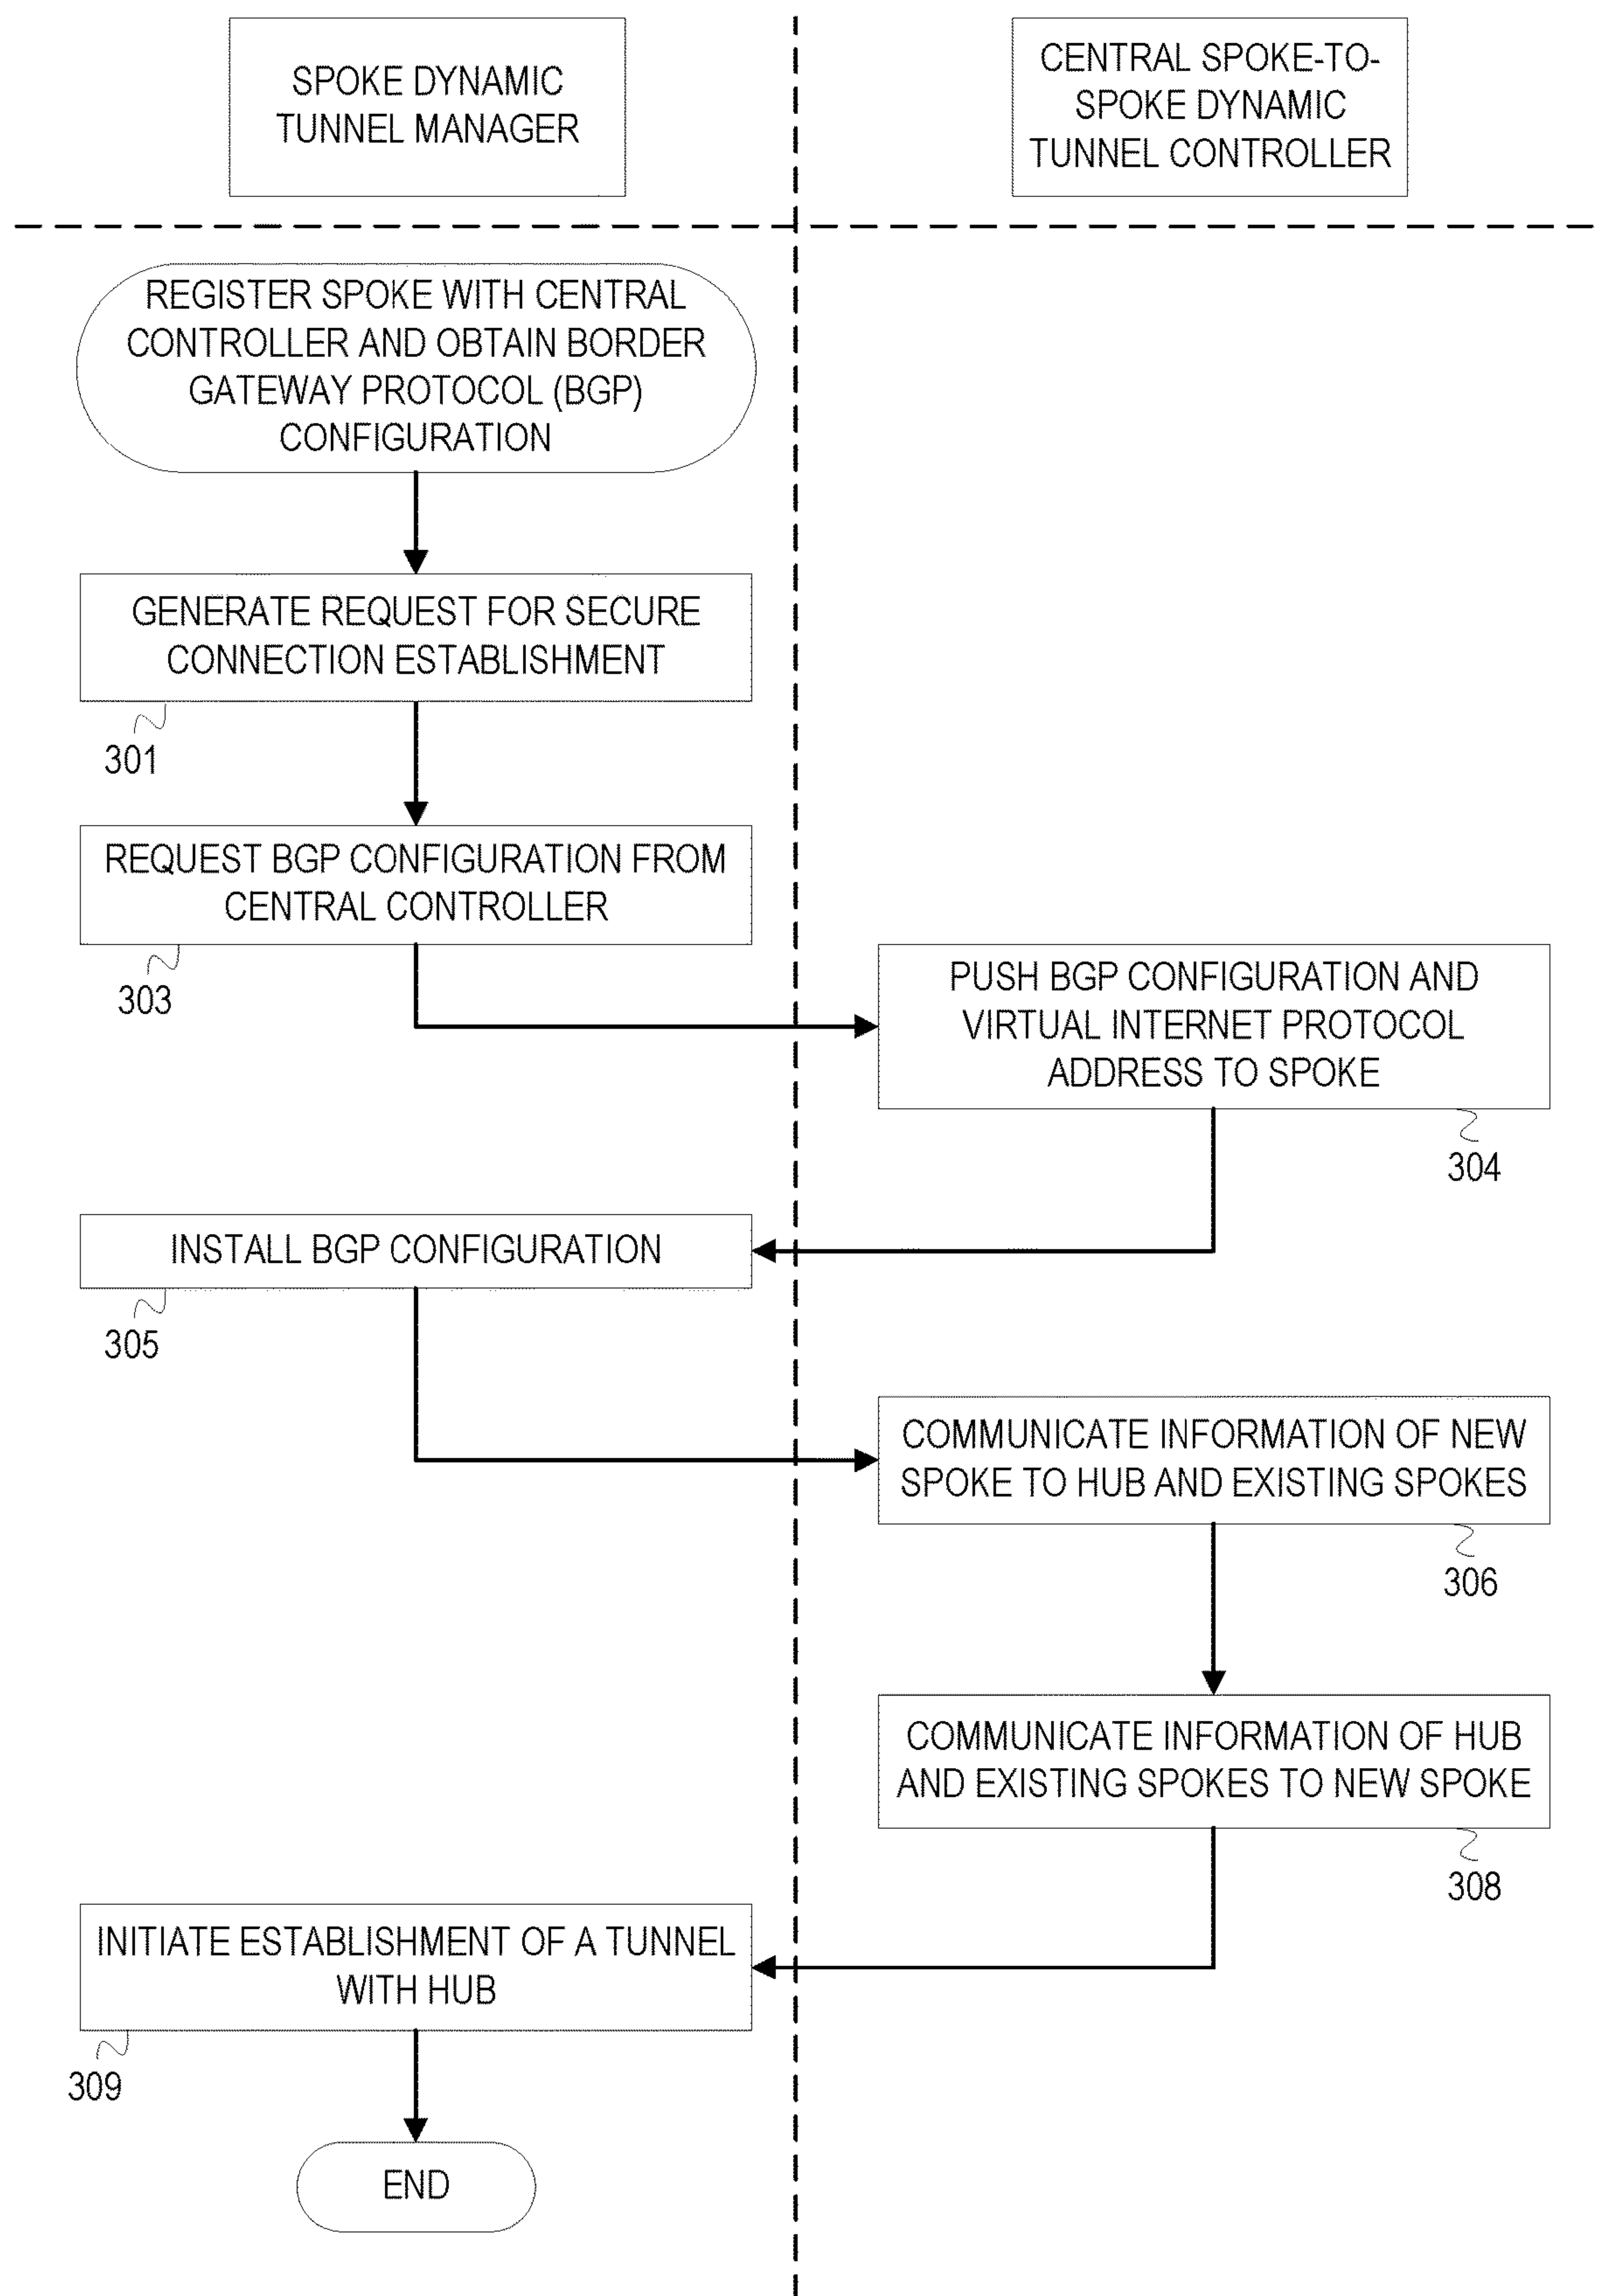 SPOKE DYNAMIC
TUNNEL MANAGER
CENTRAL SPOKE-TO-
SPOKE DYNAMIC
TUNNEL CONTROLLER
REGISTER SPOKE WITH CENTRAL
CONTROLLER AND OBTAIN BORDER
GATEWAY PROTOCOL (BGP)
CONFIGURATION
GENERATE REQUEST FOR SECURE
CONNECTION ESTABLISHMENT
301
REQUEST BGP CONFIGURATION FROM
CENTRAL CONTROLLER
303
PUSH BGP CONFIGURATION AND
VIRTUAL INTERNET PROTOCOL
ADDRESS TO SPOKE
304
INSTALL BGP CONFIGURATION
305
COMMUNICATE INFORMATION OF NEW
SPOKE TO HUB AND EXISTING SPOKES
306
COMMUNICATE INFORMATION OF HUB
AND EXISTING SPOKES TO NEW SPOKE
308
INITIATE ESTABLISHMENT OF A TUNNEL
WITH HUB
309
END